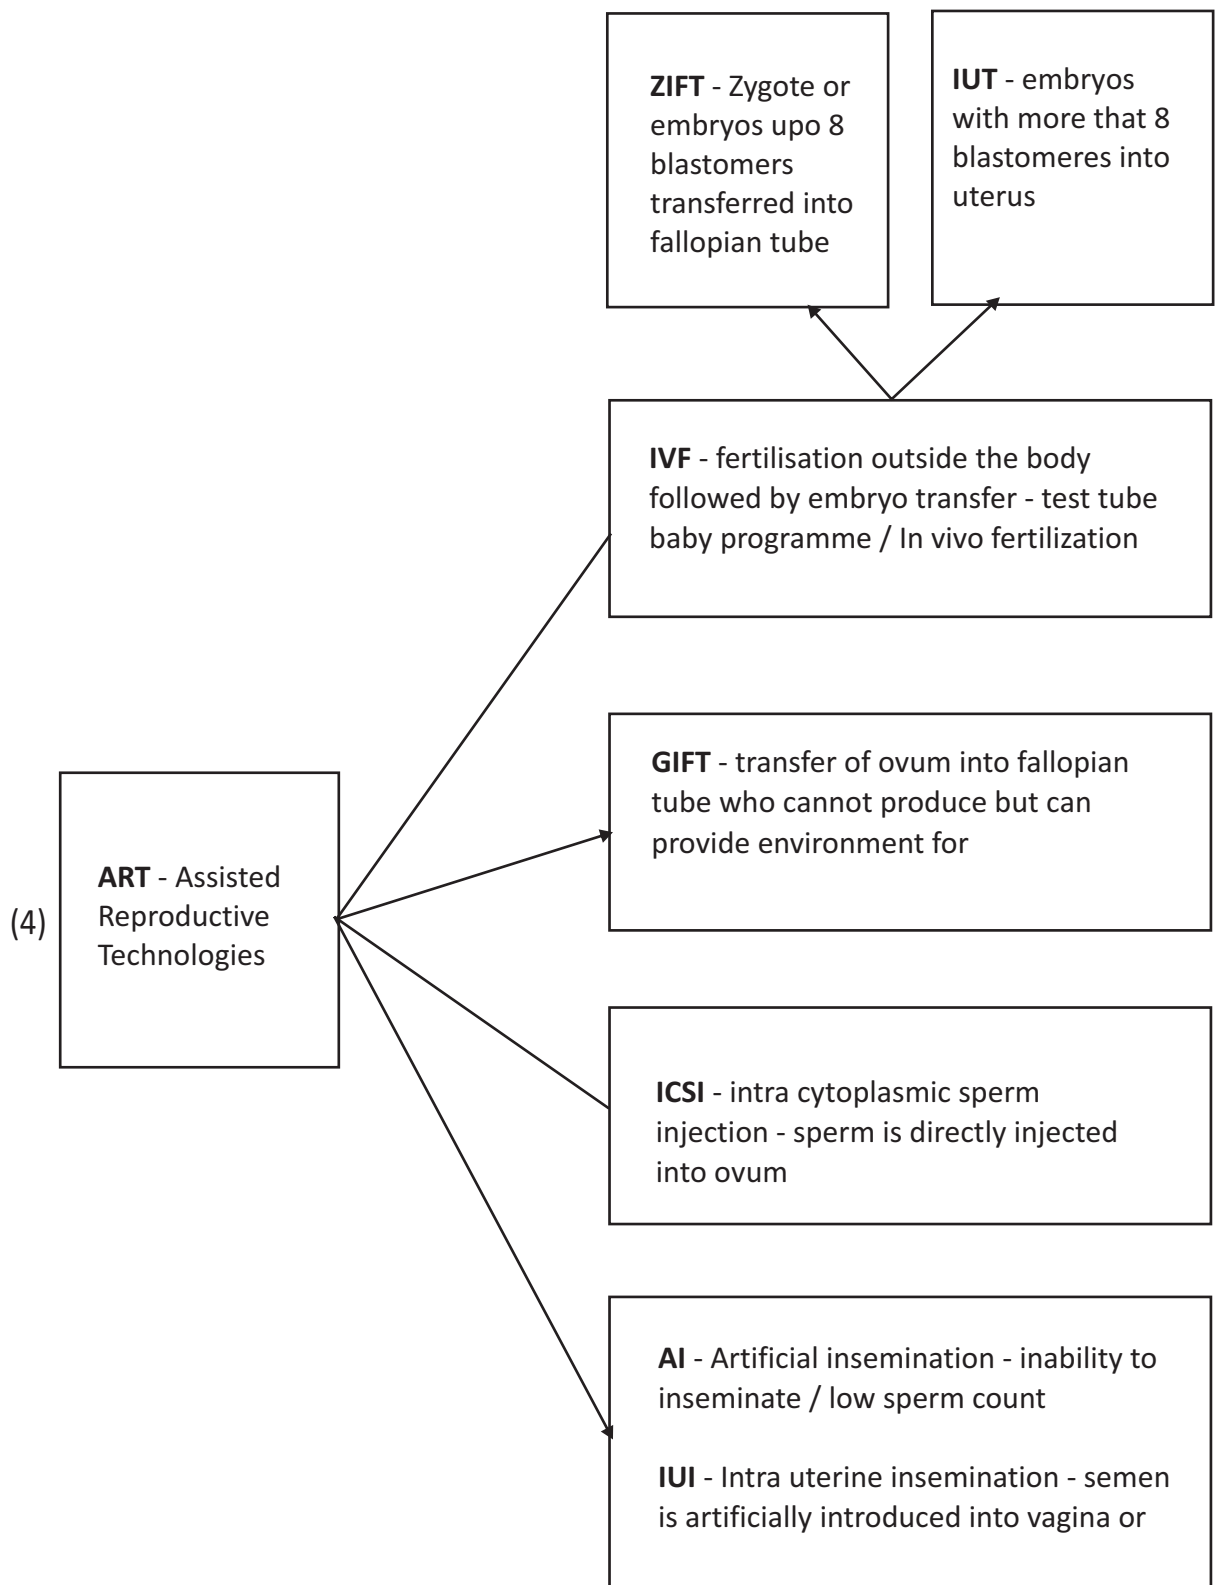 ZIFT - Zygote or
embryos upo 8
blastomers
transferred into
fallopian tube
IUT - embryos
with more that 8
blastomeres into
uterus
IVF - fertilisation outside the body
followed by embryo transfer - test tube
baby programme / In vivo fertilization
GIFT - transfer of ovum into fallopian
tube who cannot produce but can
provide environment for
(4)
ART - Assisted
Reproductive
Technologies
ICSI - intra cytoplasmic sperm
injection - sperm is directly injected
into ovum
AI - Artificial insemination - inability to
inseminate / low sperm count
IUI - Intra uterine insemination - semen
is artificially introduced into vagina or